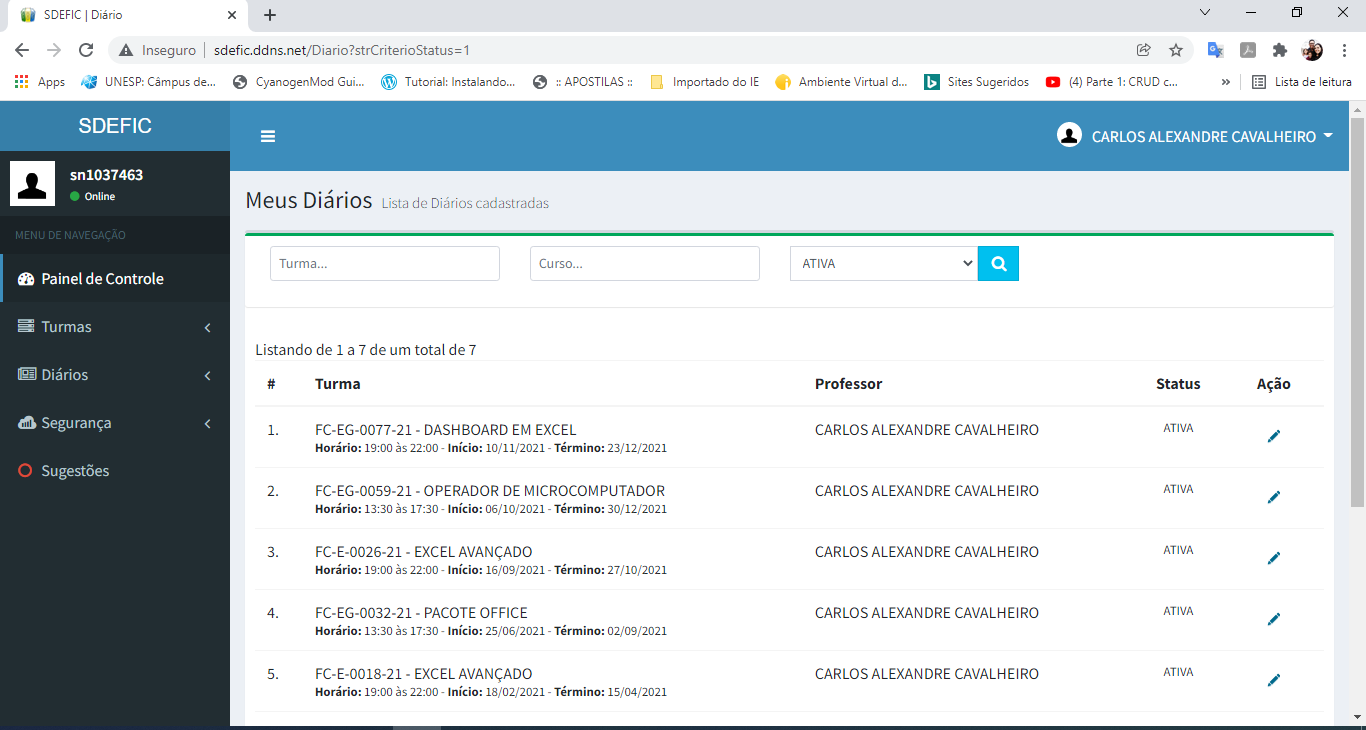 SDEFIC | Diário
Inseguro | sdefic.ddns.net/Diario?strCriterioStatus=1
Apps UNESP: Câmpus de... CyanogenMod Gui... Tutorial: Instalando... :: APOSTILAS :: Importado do IE Ambiente Virtual d... Sites Sugeridos (4) Parte 1: CRUD c... » Lista de leitura
SDEFIC
CARLOS ALEXANDRE CAVALHEIRO
sn1037463
Online
MENU DE NAVEGAÇÃO
Painel de Controle
Turmas
Diários
Segurança
Sugestões
Meus Diários Lista de Diários cadastradas
Turma... Curso... ATIVA
Listando de 1 a 7 de um total de 7
# Turma Professor Status Ação
1. FC-EG-0077-21 - DASHBOARD EM EXCEL CARLOS ALEXANDRE CAVALHEIRO ATIVA
Horário: 19:00 às 22:00 - Início: 10/11/2021 - Término: 23/12/2021
2. FC-EG-0059-21 - OPERADOR DE MICROCOMPUTADOR CARLOS ALEXANDRE CAVALHEIRO ATIVA
Horário: 13:30 às 17:30 - Início: 06/10/2021 - Término: 30/12/2021
3. FC-E-0026-21 - EXCEL AVANÇADO CARLOS ALEXANDRE CAVALHEIRO ATIVA
Horário: 19:00 às 22:00 - Início: 16/09/2021 - Término: 27/10/2021
4. FC-EG-0032-21 - PACOTE OFFICE CARLOS ALEXANDRE CAVALHEIRO ATIVA
Horário: 13:30 às 17:30 - Início: 25/06/2021 - Término: 02/09/2021
5. FC-E-0018-21 - EXCEL AVANÇADO CARLOS ALEXANDRE CAVALHEIRO ATIVA
Horário: 19:00 às 22:00 - Início: 18/02/2021 - Término: 15/04/2021